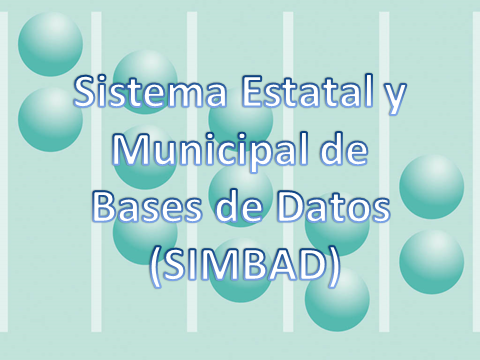 Sistema Estatal y
Municipal de
Bases de Datos
(SIMBAD)